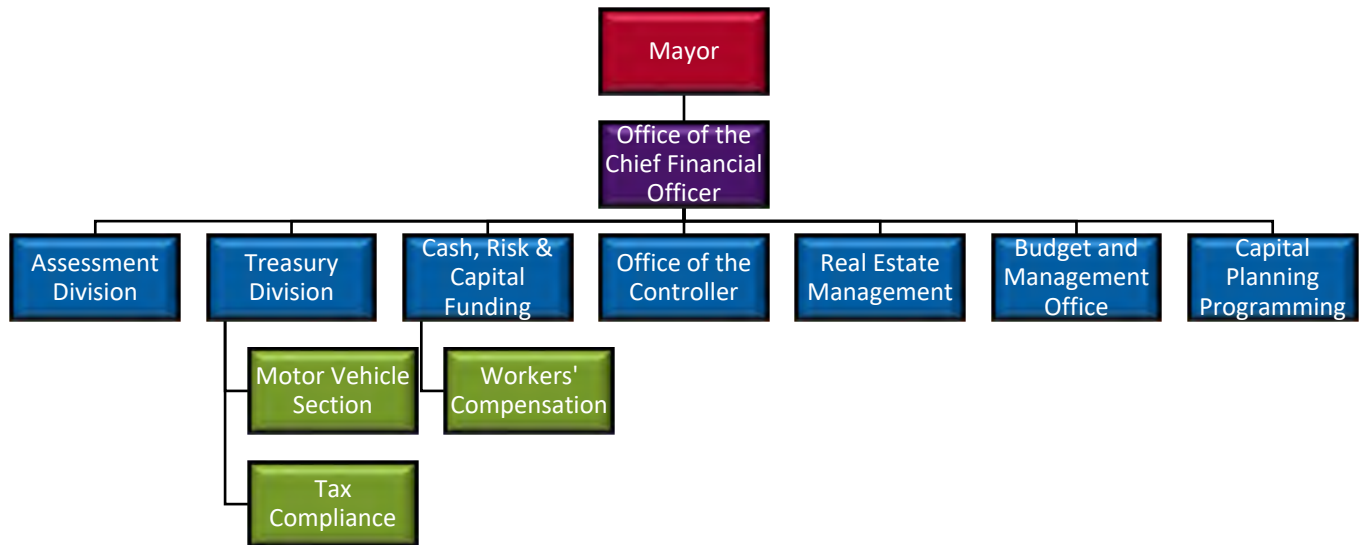 Mayor
Office of the
Chief Financial
Officer
Assessment
Division
Treasury
Division
Cash, Risk &
Capital
Funding
Office of the
Controller
Real Estate
Management
Budget and
Management
Office
Capital
Planning
Programming
Motor Vehicle
Section
Workers'
Compensation
Tax
Compliance